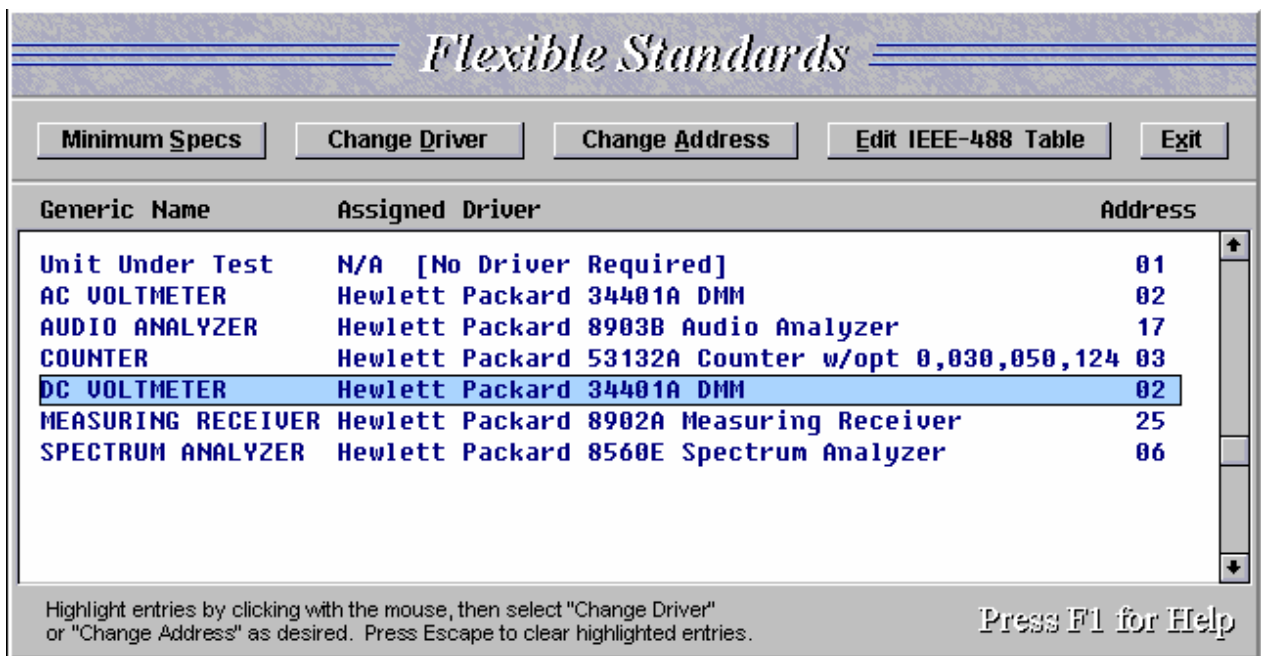 Flexible Standards
Minimum Specs Change Driver Change Address Edit IEEE-488 Table Exit
Generic Name Assigned Driver Address
Unit Under Test N/A [No Driver Required] 01
AC VOLTMETER Hewlett Packard 34401A DMM 02
AUDIO ANALYZER Hewlett Packard 8903B Audio Analyzer 17
COUNTER Hewlett Packard 53132A Counter w/opt 0,030,050,124 03
DC VOLTMETER Hewlett Packard 34401A DMM 02
MEASURING RECEIVER Hewlett Packard 8902A Measuring Receiver 25
SPECTRUM ANALYZER Hewlett Packard 8560E Spectrum Analyzer 06
Highlight entries by clicking with the mouse, then select "Change Driver"
or "Change Address" as desired. Press Escape to clear highlighted entries.
Press F1 for Help